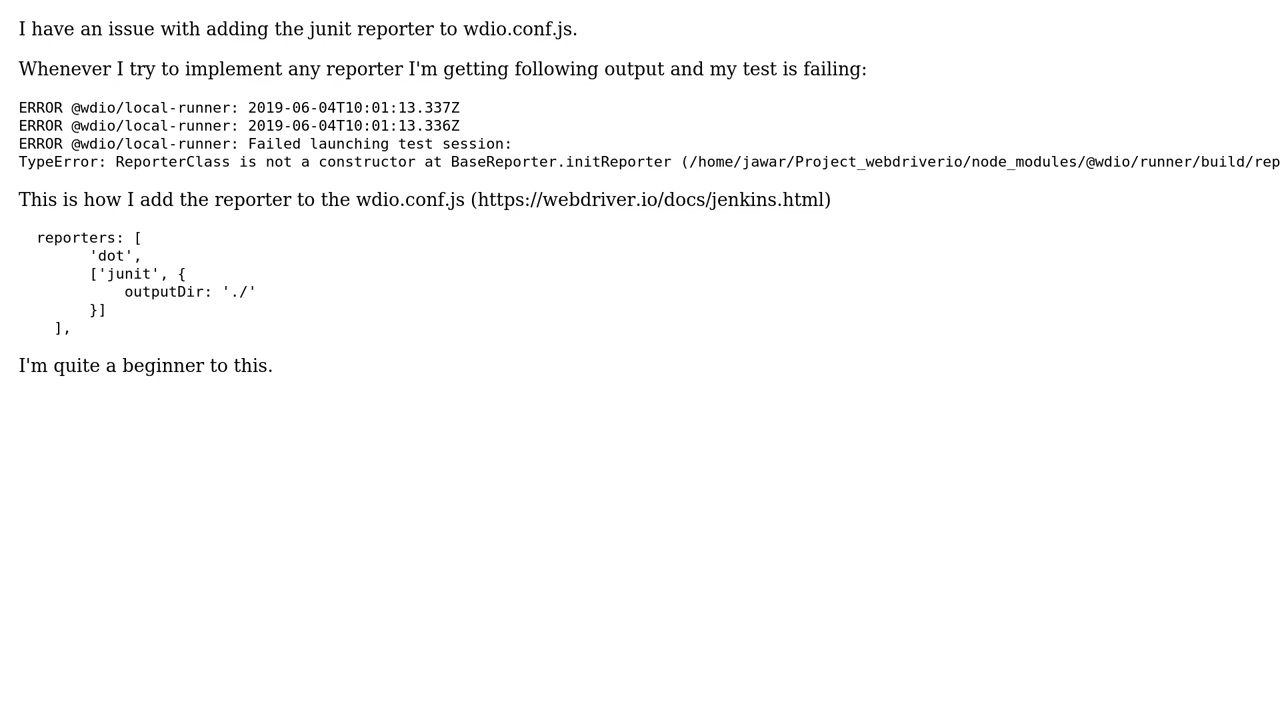 I have an issue with adding the junit reporter to wdio.conf.js.
Whenever I try to implement any reporter I'm getting following output and my test is failing:
ERROR @wdio/local-runner: 2019-06-04T10:01:13.337Z
ERROR @wdio/local-runner: 2019-06-04T10:01:13.336Z
ERROR @wdio/local-runner: Failed launching test session:
TypeError: ReporterClass is not a constructor at BaseReporter.initReporter (/home/jawar/Project_webdriverio/node_modules/@wdio/runner/build/rep
This is how I add the reporter to the wdio.conf.js (https://webdriver.io/docs/jenkins.html)
reporters: [
'dot',
['junit', {
outputDir: './'
}]
],
I'm quite a beginner to this.